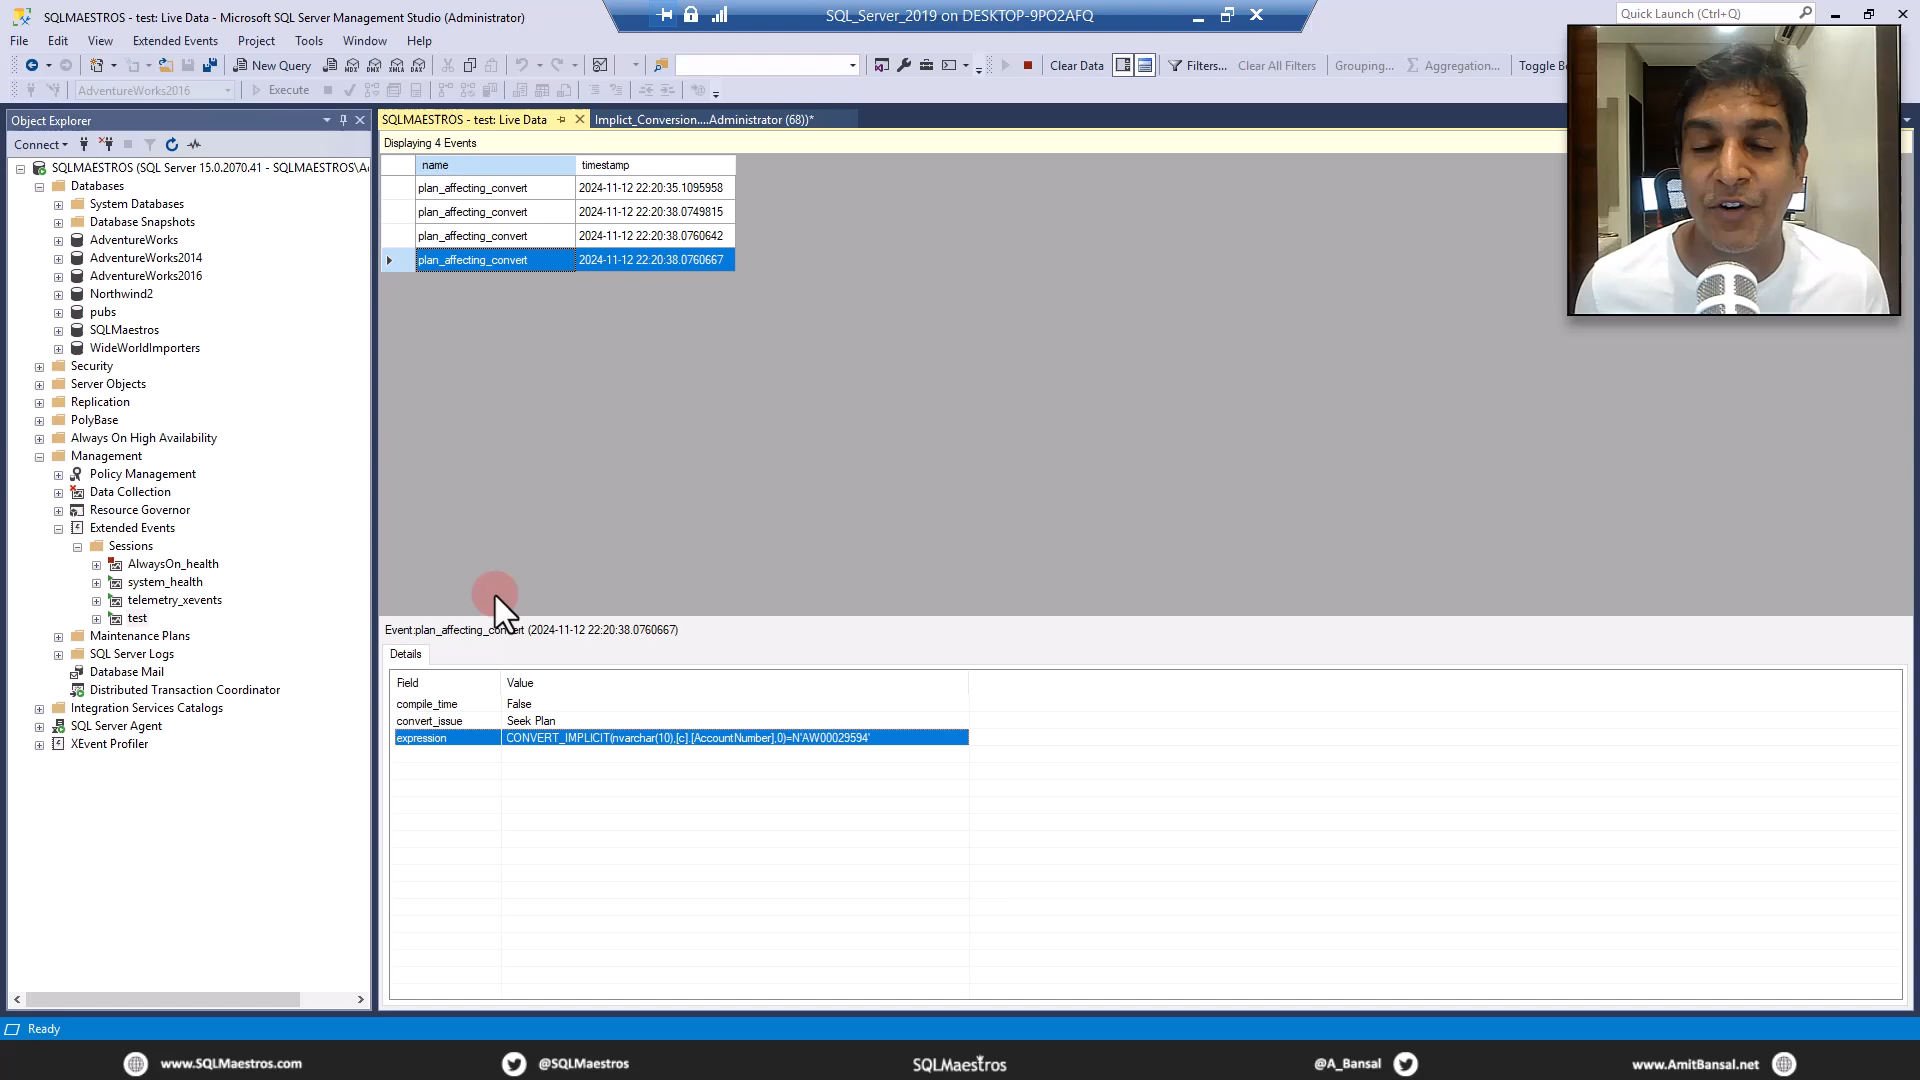 SQLMAESTROS - test: Live Data - Microsoft SQL Server Management Studio (Administrator)
SQL_Server_2019 on DESKTOP-9PO2AFQ
Quick Launch (Ctrl+Q)
File Edit View Extended Events Project Tools Window Help
New Query
MDX DMX XMLA DAX
Clear Data
Filters...
Clear All Filters
Grouping...
Aggregation...
Toggle Bo
AdventureWorks2016
Execute
Object Explorer
SQLMAESTROS - test: Live Data
Implict_Conversion....Administrator (68))*
Connect
Displaying 4 Events
name timestamp
plan_affecting_convert 2024-11-12 22:20:35.1095958
plan_affecting_convert 2024-11-12 22:20:38.0749815
plan_affecting_convert 2024-11-12 22:20:38.0760642
plan_affecting_convert 2024-11-12 22:20:38.0760667
SQLMAESTROS (SQL Server 15.0.2070.41 - SQLMAESTROS\A
Databases
System Databases
Database Snapshots
AdventureWorks
AdventureWorks2014
AdventureWorks2016
Northwind2
pubs
SQLMaestros
WideWorldImporters
Security
Server Objects
Replication
PolyBase
Always On High Availability
Management
Policy Management
Data Collection
Resource Governor
Extended Events
Sessions
AlwaysOn_health
system_health
telemetry_xevents
test
Maintenance Plans
SQL Server Logs
Database Mail
Distributed Transaction Coordinator
Integration Services Catalogs
SQL Server Agent
XEvent Profiler
Event:plan_affecting_convert (2024-11-12 22:20:38.0760667)
Details
Field Value
compile_time False
convert_issue Seek Plan
expression CONVERT_IMPLICIT(nvarchar(10),[c].[AccountNumber],0)=N'AW00029594'
Ready
www.SQLMaestros.com
@SQLMaestros
SQLMaestros
@A_Bansal
www.AmitBansal.net